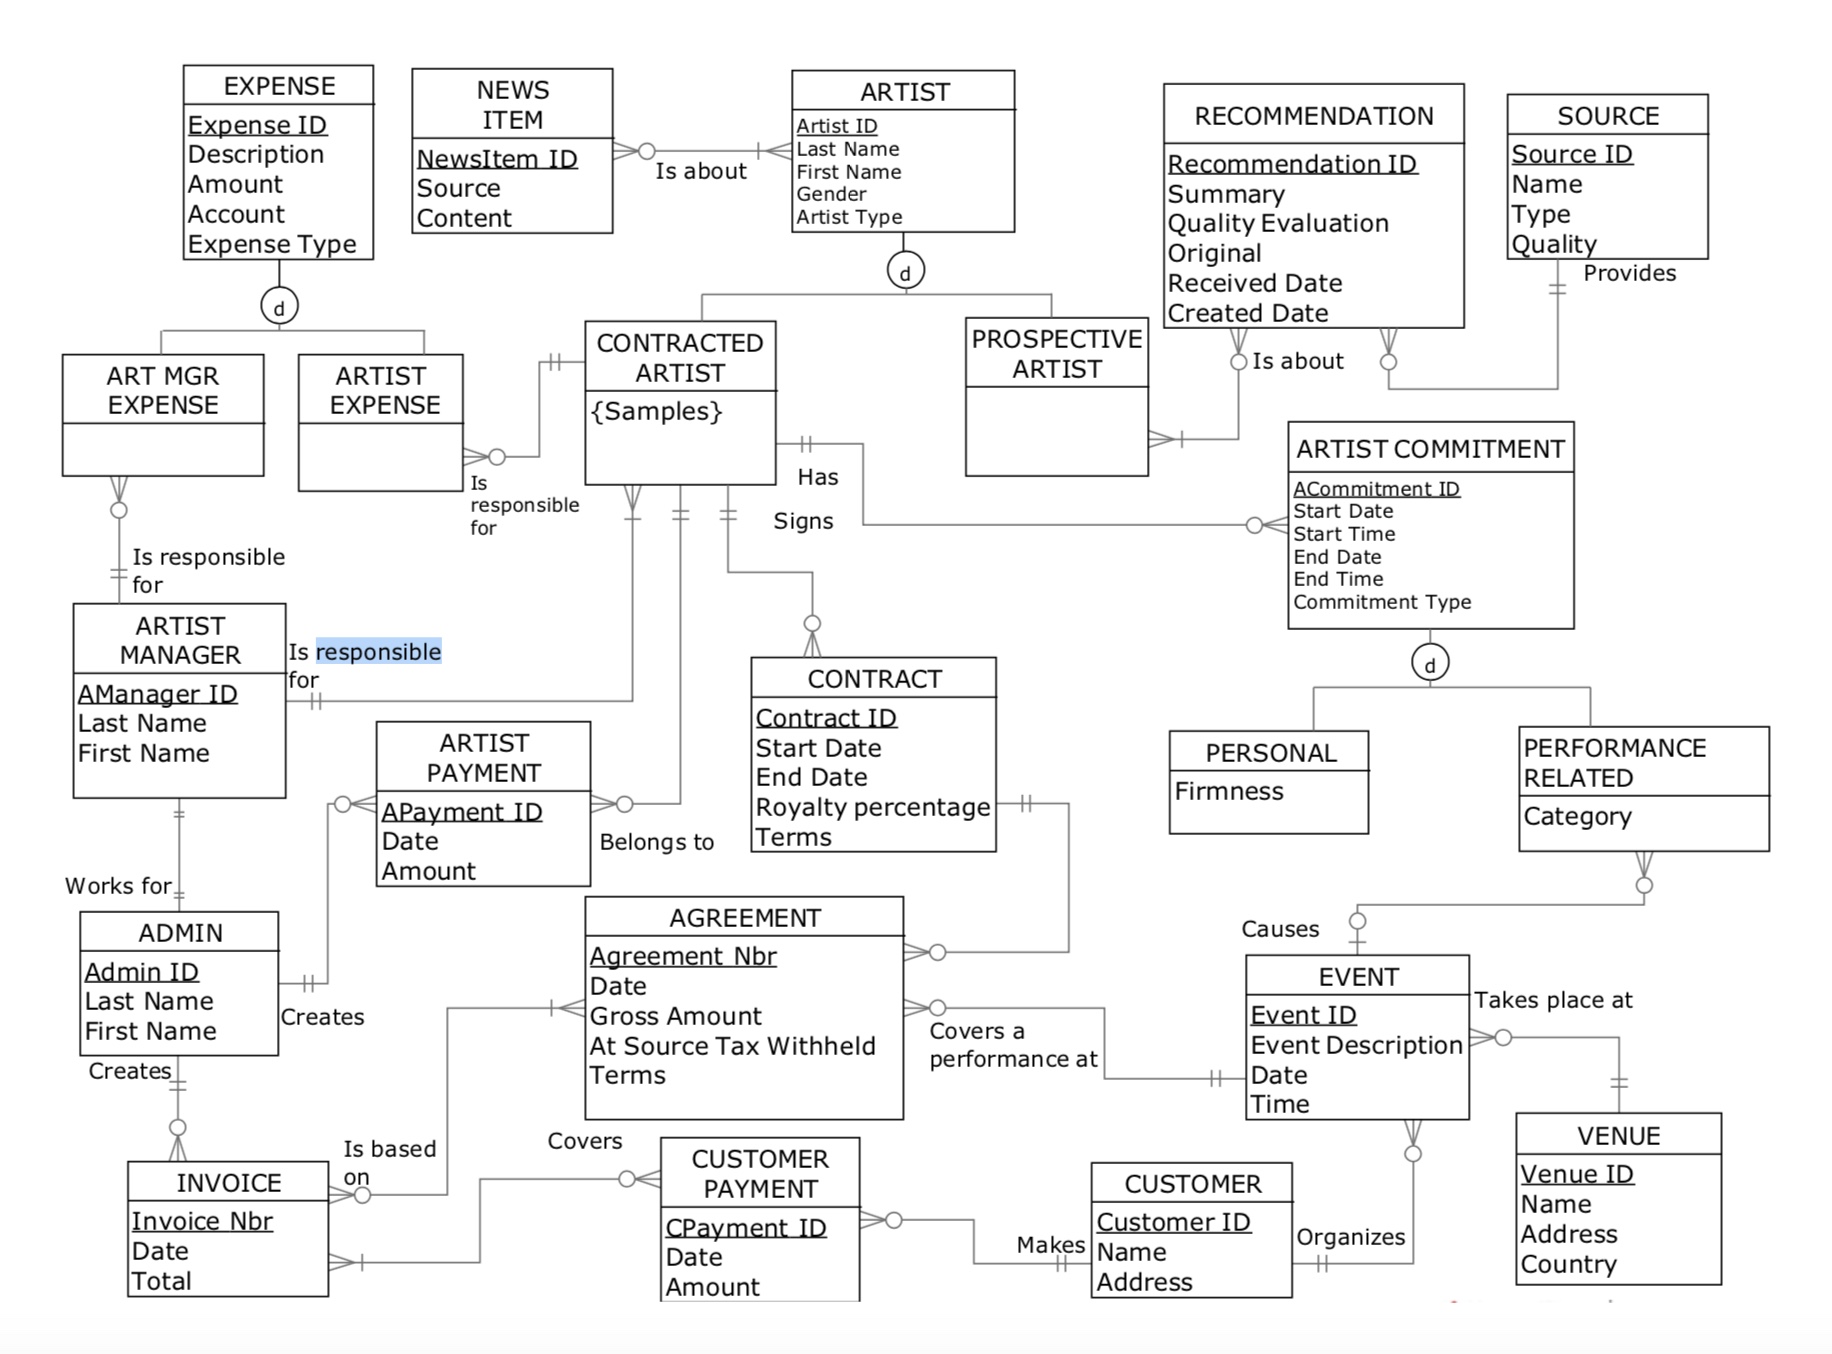 EXPENSE
Expense ID
Description
Amount
Account
Expense Type
NEWS
ITEM
NewsItem ID
Source
Content
Is about
ARTIST
Artist ID
Last Name
First Name
Gender
Artist Type
RECOMMENDATION
Recommendation ID
Summary
Quality Evaluation
Original
Received Date
Created Date
SOURCE
Source ID
Name
Type
Quality
Provides
d
d
ART MGR
EXPENSE
ARTIST
EXPENSE
CONTRACTED
ARTIST
{Samples}
PROSPECTIVE
ARTIST
Is about
Is
responsible
for
Has
Signs
ARTIST COMMITMENT
ACommitment ID
Start Date
Start Time
End Date
End Time
Commitment Type
d
Is responsible
for
ARTIST
MANAGER
AManager ID
Last Name
First Name
Is responsible
for
ARTIST
PAYMENT
APayment ID
Date
Amount
Belongs to
CONTRACT
Contract ID
Start Date
End Date
Royalty percentage
Terms
PERSONAL
Firmness
PERFORMANCE
RELATED
Category
Works for
ADMIN
Admin ID
Last Name
First Name
Creates
Creates
AGREEMENT
Agreement Nbr
Date
Gross Amount
At Source Tax Withheld
Terms
Covers a
performance at
Causes
EVENT
Event ID
Event Description
Date
Time
Takes place at
VENUE
Venue ID
Name
Address
Country
Is based
on
INVOICE
Invoice Nbr
Date
Total
Covers
CUSTOMER
PAYMENT
CPayment ID
Date
Amount
Makes
CUSTOMER
Customer ID
Name
Address
Organizes